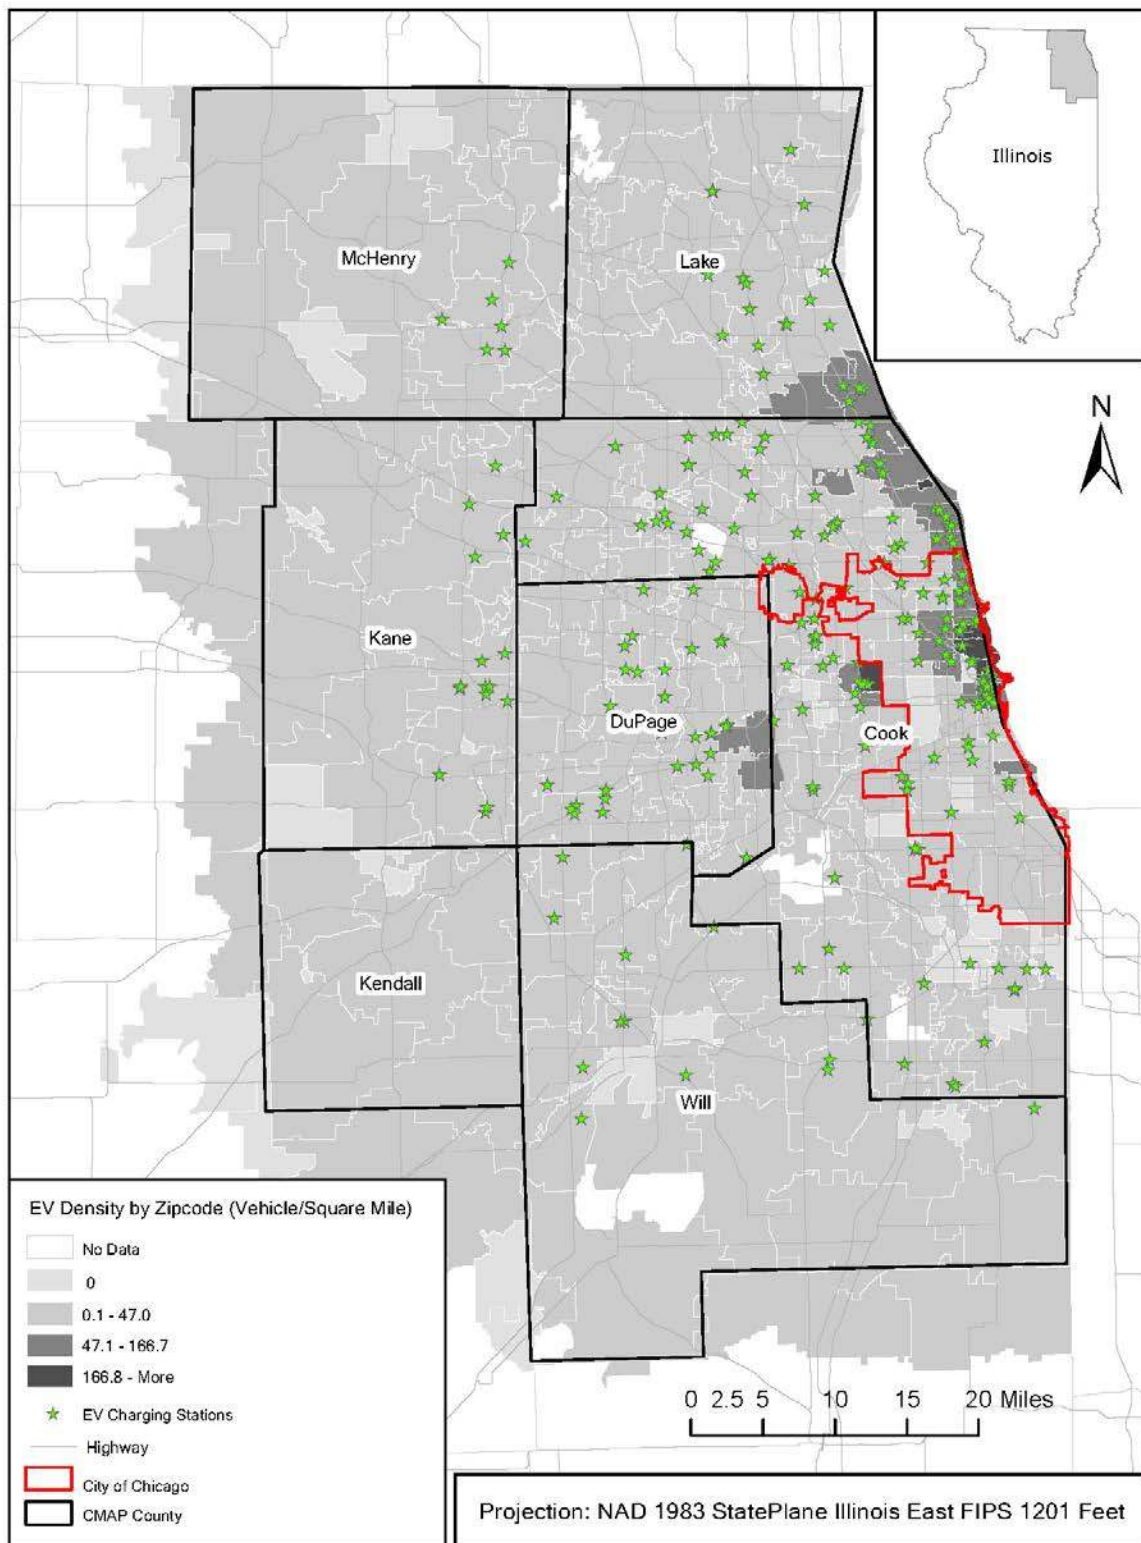 Illinois
McHenry
Lake
N
Kane
DuPage
Cook
Kendall
Will
EV Density by Zipcode (Vehicle/Square Mile)
No Data
0
0.1 - 47.0
47.1 - 166.7
166.8 - More
EV Charging Stations
Highway
City of Chicago
CMAP County
0 2.5 5 10 15 20 Miles
Projection: NAD 1983 StatePlane Illinois East FIPS 1201 Feet